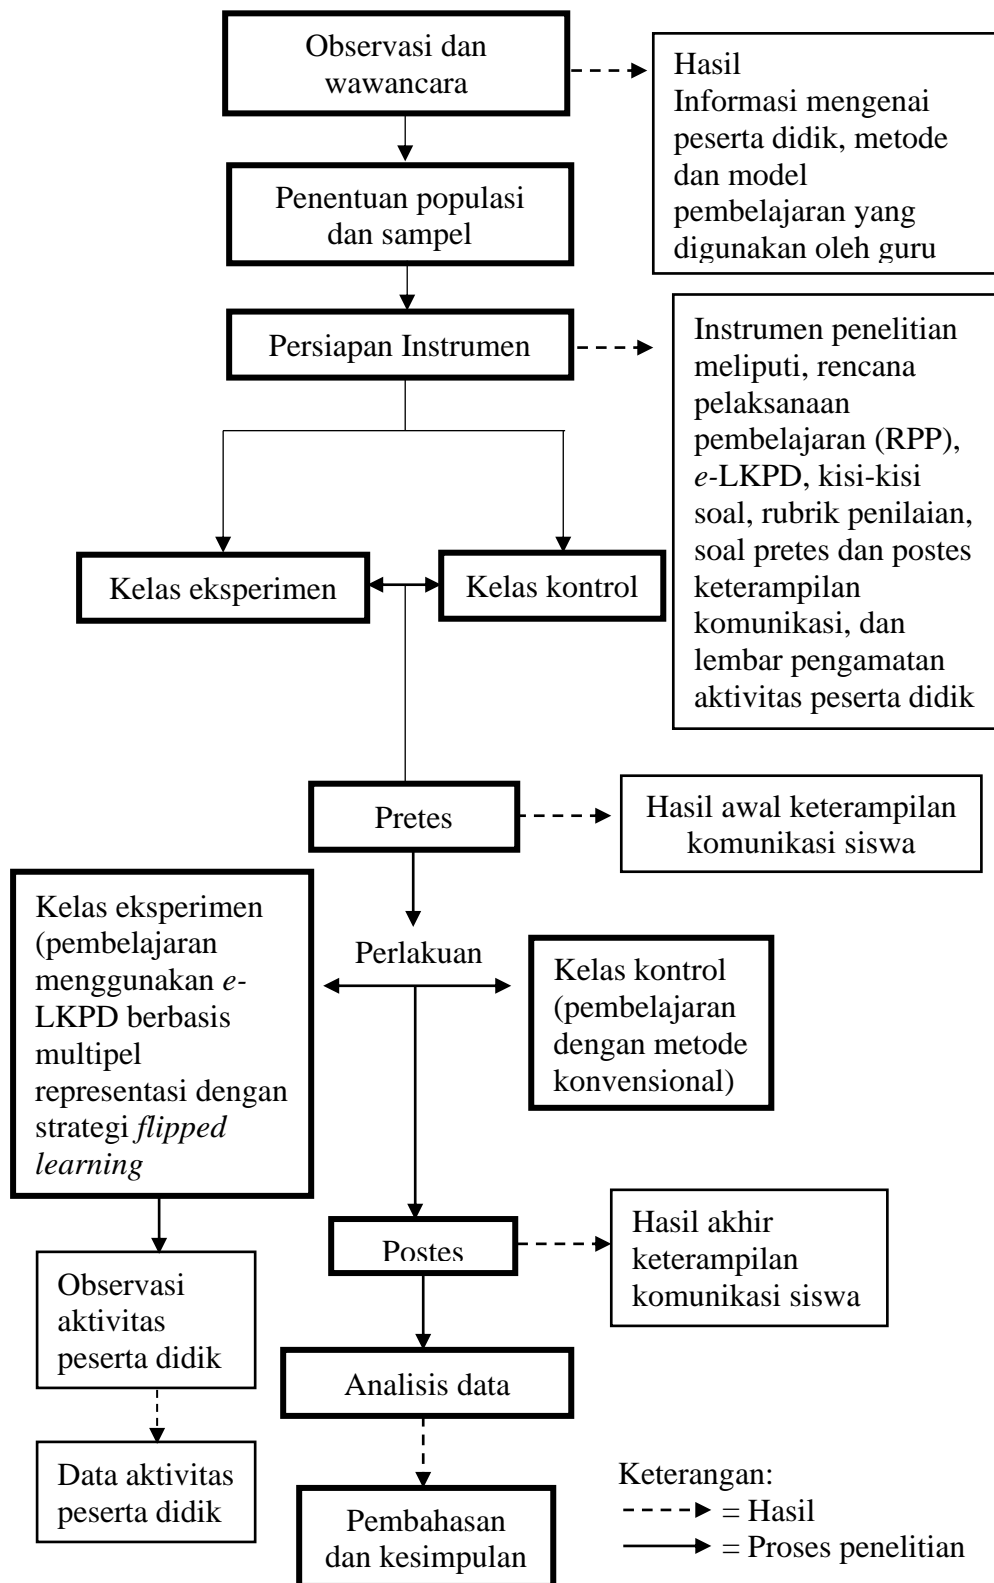 Observasi dan
wawancara
Hasil
Informasi mengenai
peserta didik, metode
dan model
pembelajaran yang
digunakan oleh guru
Penentuan populasi
dan sampel
Persiapan Instrumen
Instrumen penelitian
meliputi, rencana
pelaksanaan
pembelajaran (RPP),
e-LKPD, kisi-kisi
soal, rubrik penilaian,
soal pretes dan postes
keterampilan
komunikasi, dan
lembar pengamatan
aktivitas peserta didik
Kelas eksperimen
Kelas kontrol
Pretes
Hasil awal keterampilan
komunikasi siswa
Kelas eksperimen
(pembelajaran
menggunakan e-
LKPD berbasis
multipel
representasi dengan
strategi flipped
learning
Perlakuan
Kelas kontrol
(pembelajaran
dengan metode
konvensional)
Postes
Hasil akhir
keterampilan
komunikasi siswa
Observasi
aktivitas
peserta didik
Analisis data
Data aktivitas
peserta didik
Pembahasan
dan kesimpulan
Keterangan:
= Hasil
= Proses penelitian